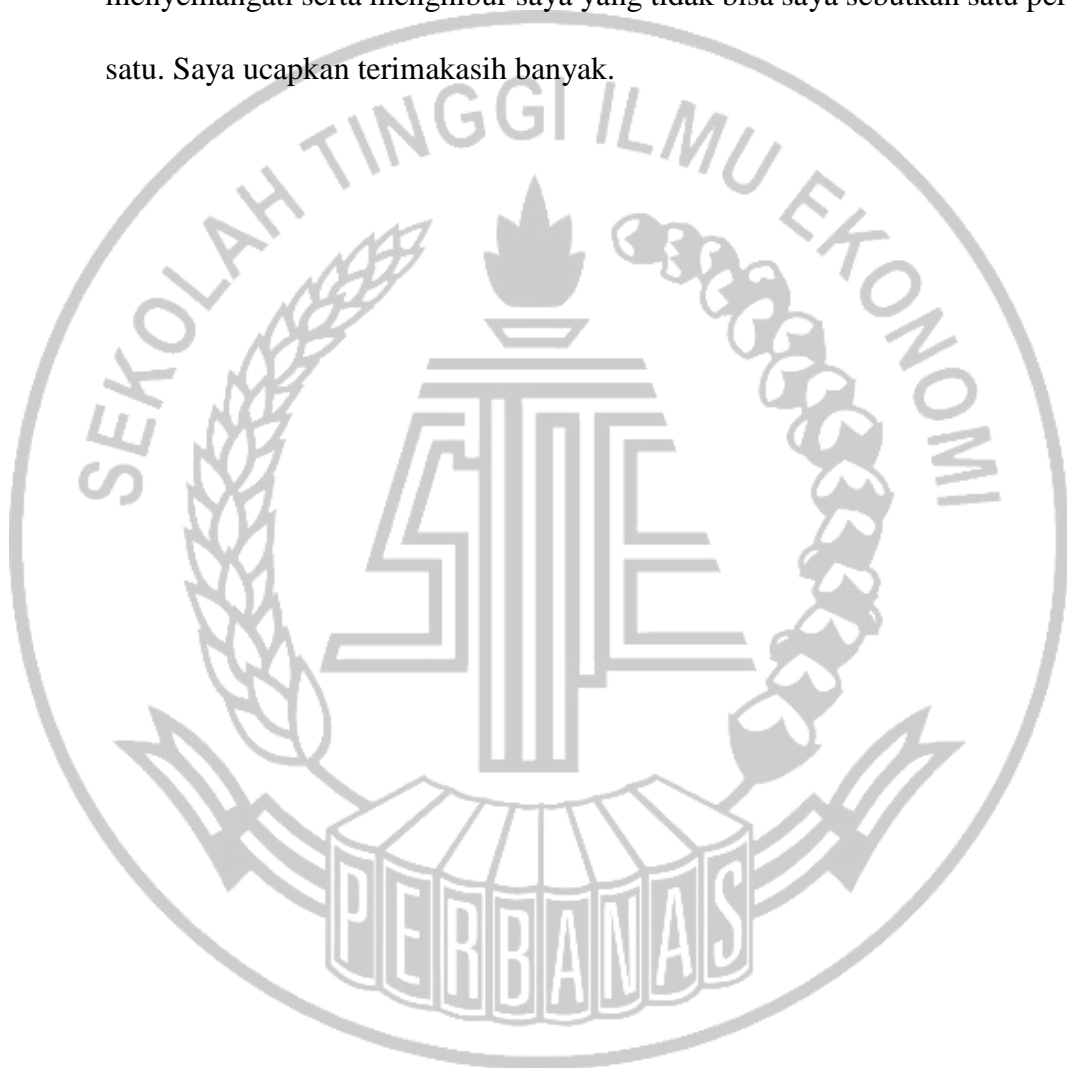 menyemangati serta menghibur saya yang tidak bisa saya sebutkan satu per
satu. Saya ucapkan terimakasih banyak.
SEKOLAH TINGGI ILMU EKONOMI
STIE
PERBANAS